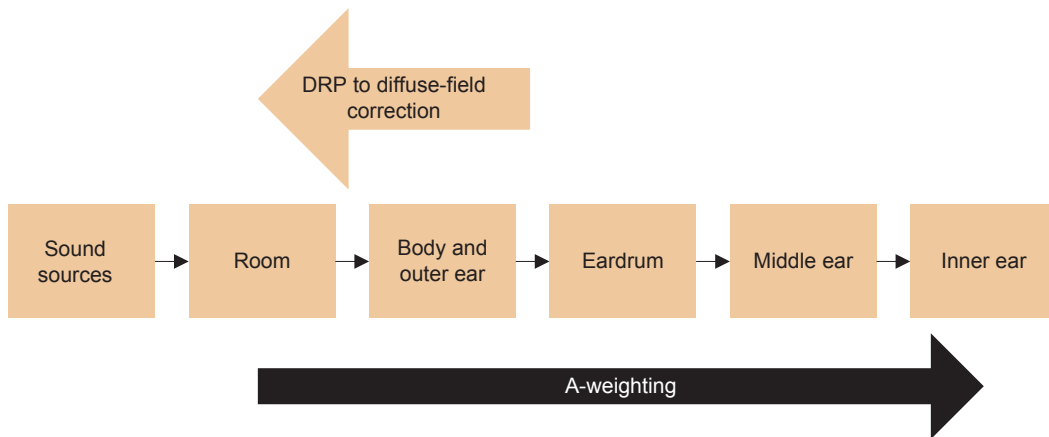 DRP to diffuse-field
correction
Sound
sources
Room
Body and
outer ear
Eardrum
Middle ear
Inner ear
A-weighting